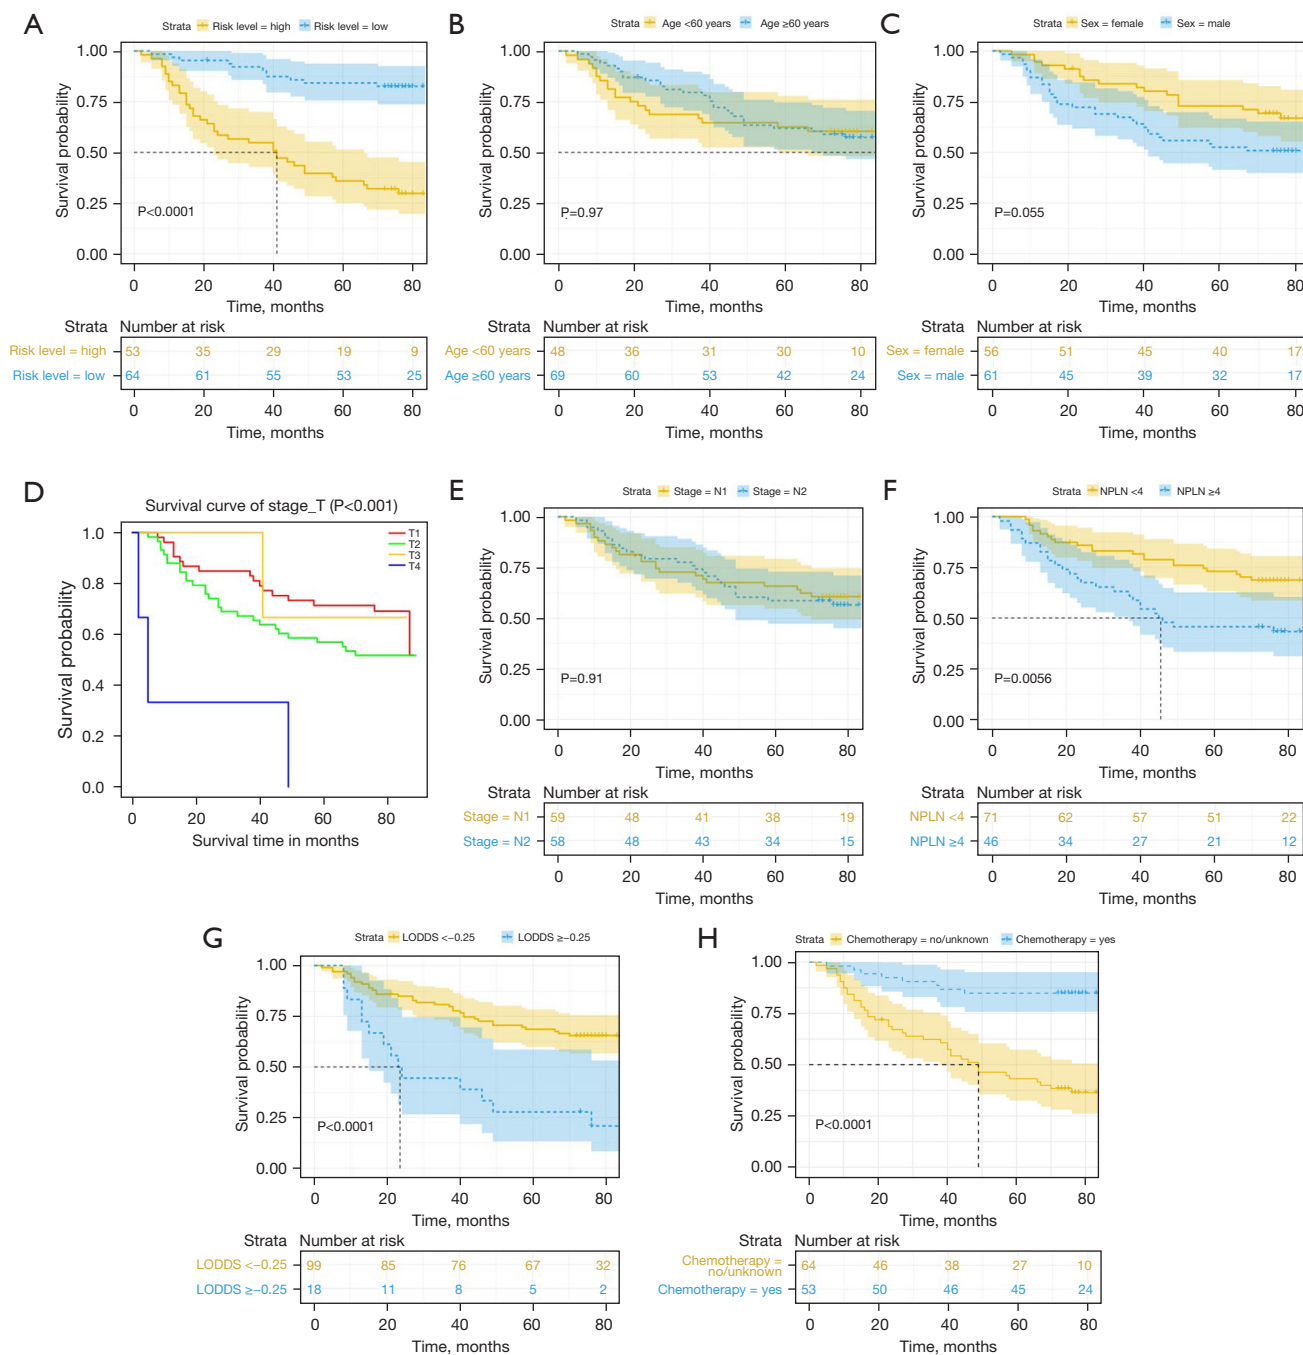 A
Strata Risk level = high Risk level = low
Survival probability
1.00
0.75
0.50
0.25
0.00
P<0.0001
0 20 40 60 80
Time, months
Strata Number at risk
Risk level = high 53 35 29 19 9
Risk level = low 64 61 55 53 25
0 20 40 60 80
Time, months
B
Strata Age <60 years Age ≥60 years
Survival probability
1.00
0.75
0.50
0.25
0.00
P=0.97
0 20 40 60 80
Time, months
Strata Number at risk
Age <60 years 48 36 31 30 10
Age ≥60 years 69 60 53 42 24
0 20 40 60 80
Time, months
C
Strata Sex = female Sex = male
Survival probability
1.00
0.75
0.50
0.25
0.00
P=0.055
0 20 40 60 80
Time, months
Strata Number at risk
Sex = female 56 51 45 40 17
Sex = male 61 45 39 32 17
0 20 40 60 80
Time, months
D
Survival curve of stage_T (P<0.001)
Survival probability
1.0
0.8
0.6
0.4
0.2
0.0
T1
T2
T3
T4
0 20 40 60 80
Survival time in months
E
Strata Stage = N1 Stage = N2
Survival probability
1.00
0.75
0.50
0.25
0.00
P=0.91
0 20 40 60 80
Time, months
Strata Number at risk
Stage = N1 59 48 41 38 19
Stage = N2 58 48 43 34 15
0 20 40 60 80
Time, months
F
Strata NPLN <4 NPLN ≥4
Survival probability
1.00
0.75
0.50
0.25
0.00
P=0.0056
0 20 40 60 80
Time, months
Strata Number at risk
NPLN <4 71 62 57 51 22
NPLN ≥4 46 34 27 21 12
0 20 40 60 80
Time, months
G
Strata LODDS <−0.25 LODDS ≥−0.25
Survival probability
1.00
0.75
0.50
0.25
0.00
P<0.0001
0 20 40 60 80
Time, months
Strata Number at risk
LODDS <−0.25 99 85 76 67 32
LODDS ≥−0.25 18 11 8 5 2
0 20 40 60 80
Time, months
H
Strata Chemotherapy = no/unknown Chemotherapy = yes
Survival probability
1.00
0.75
0.50
0.25
0.00
P<0.0001
0 20 40 60 80
Time, months
Strata Number at risk
Chemotherapy =
no/unknown 64 46 38 27 10
Chemotherapy = yes 53 50 46 45 24
0 20 40 60 80
Time, months